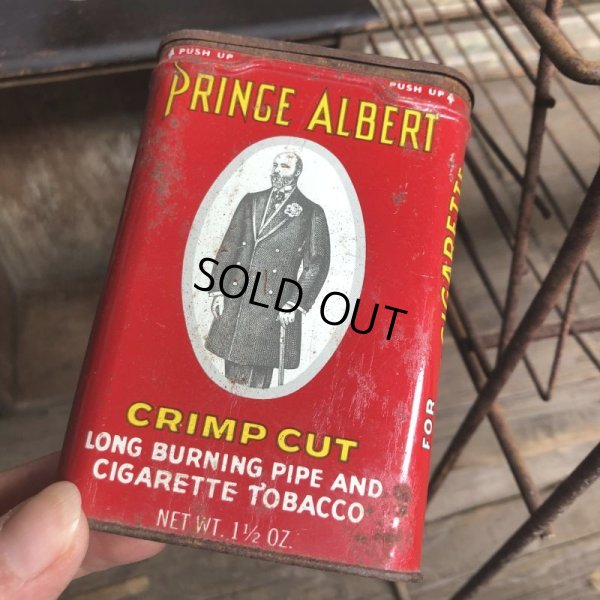 PUSH UP
PUSH UP
PRINCE ALBERT
SOLD OUT
CRIMP CUT
LONG BURNING PIPE AND
CIGARETTE TOBACCO
NET WT. 1½ OZ.
FOR
CIGARETTE